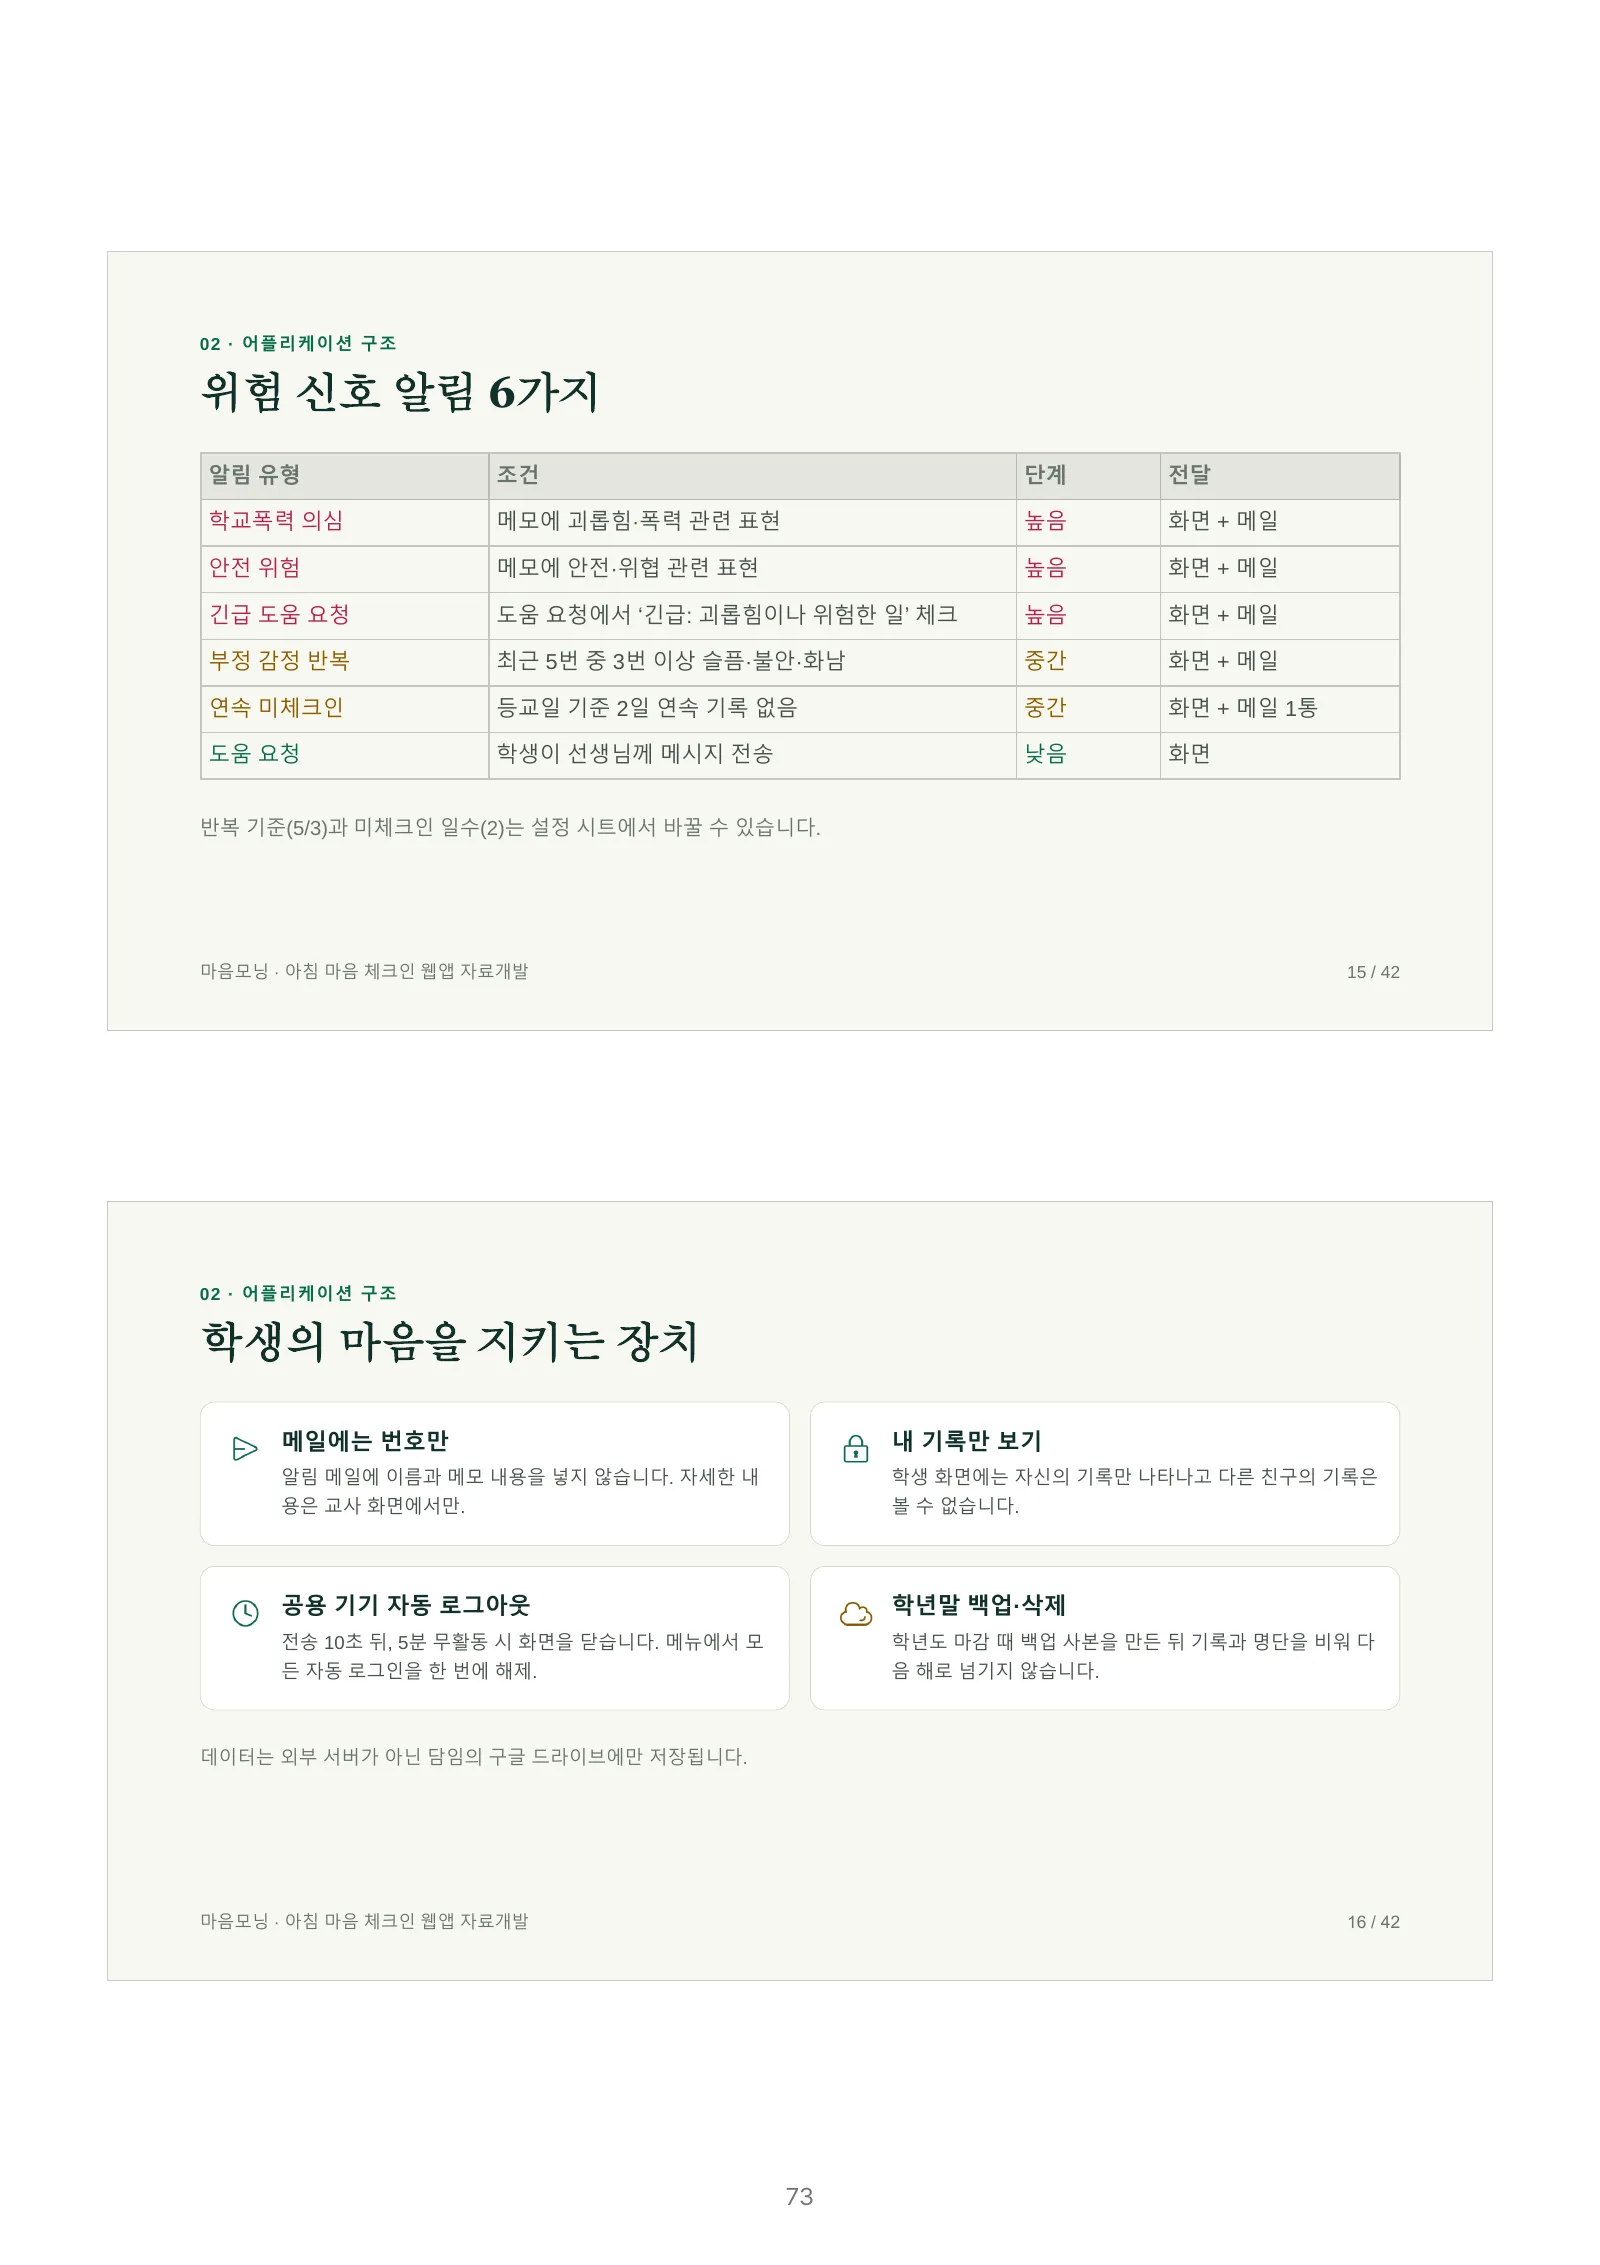 02 · 어플리케이션 구조
위험 신호 알림 6가지
알림 유형 조건 단계 전달
학교폭력 의심 메모에 괴롭힘·폭력 관련 표현 높음 화면 + 메일
안전 위험 메모에 안전·위협 관련 표현 높음 화면 + 메일
긴급 도움 요청 도움 요청에서 ‘긴급: 괴롭힘이나 위험한 일’ 체크 높음 화면 + 메일
부정 감정 반복 최근 5번 중 3번 이상 슬픔·불안·화남 중간 화면 + 메일
연속 미체크인 등교일 기준 2일 연속 기록 없음 중간 화면 + 메일 1통
도움 요청 학생이 선생님께 메시지 전송 낮음 화면
반복 기준(5/3)과 미체크인 일수(2)는 설정 시트에서 바꿀 수 있습니다.
마음모닝 · 아침 마음 체크인 웹앱 자료개발 15 / 42
02 · 어플리케이션 구조
학생의 마음을 지키는 장치
메일에는 번호만
알림 메일에 이름과 메모 내용을 넣지 않습니다. 자세한 내
용은 교사 화면에서만.
내 기록만 보기
학생 화면에는 자신의 기록만 나타나고 다른 친구의 기록은
볼 수 없습니다.
공용 기기 자동 로그아웃
전송 10초 뒤, 5분 무활동 시 화면을 닫습니다. 메뉴에서 모
든 자동 로그인을 한 번에 해제.
학년말 백업·삭제
학년도 마감 때 백업 사본을 만든 뒤 기록과 명단을 비워 다
음 해로 넘기지 않습니다.
데이터는 외부 서버가 아닌 담임의 구글 드라이브에만 저장됩니다.
마음모닝 · 아침 마음 체크인 웹앱 자료개발 16 / 42
73